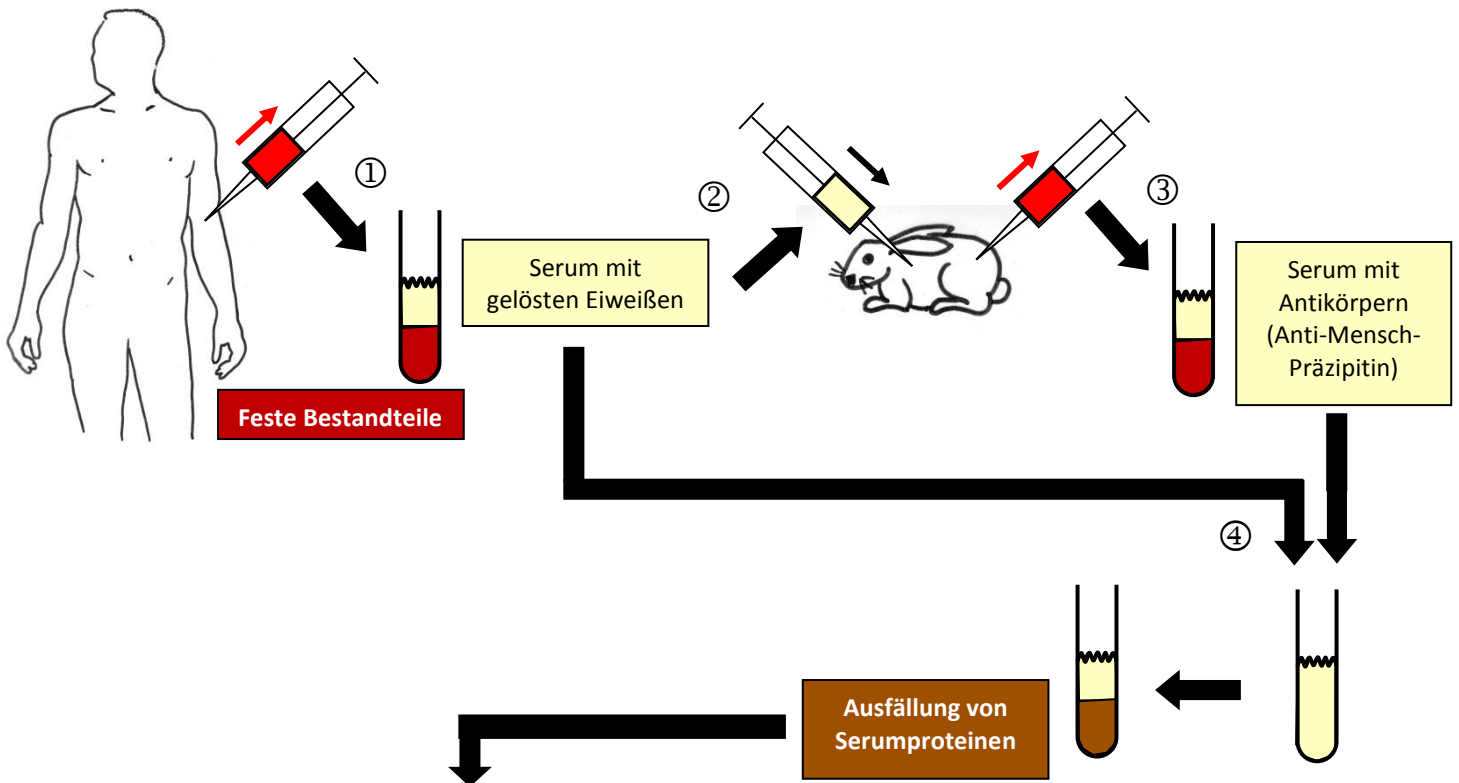 ①
②
③
Serum mit
gelösten Eiweißen
Serum mit
Antikörpern
(Anti-Mensch-
Präzipitin)
Feste Bestandteile
④
Ausfällung von
Serumproteinen